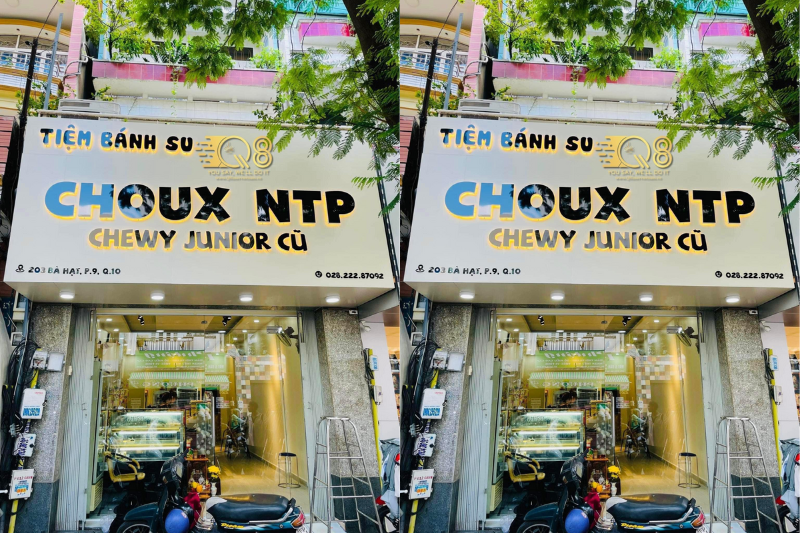 TIỆM BÁNH SU
Q8
YOU SAY, WE'LL DO IT
CHOUX NTP
CHEWY JUNIOR CŨ
203 BÀ HẠT, P.9, Q.10
028.222.87092
TIỆM BÁNH SU
Q8
YOU SAY, WE'LL DO IT
CHOUX NTP
CHEWY JUNIOR CŨ
203 BÀ HẠT, P.9, Q.10
028.222.87092